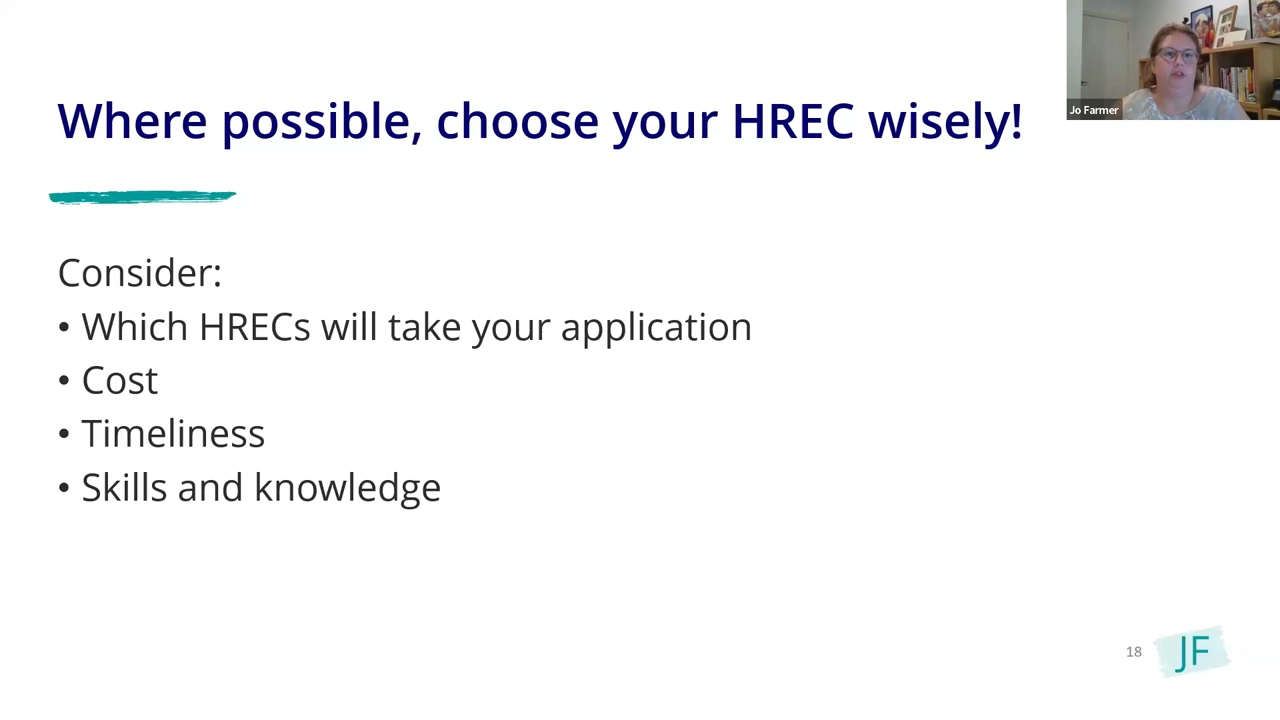 Where possible, choose your HREC wisely!
Jo Farmer
Consider:
• Which HRECs will take your application
• Cost
• Timeliness
• Skills and knowledge
18
JF